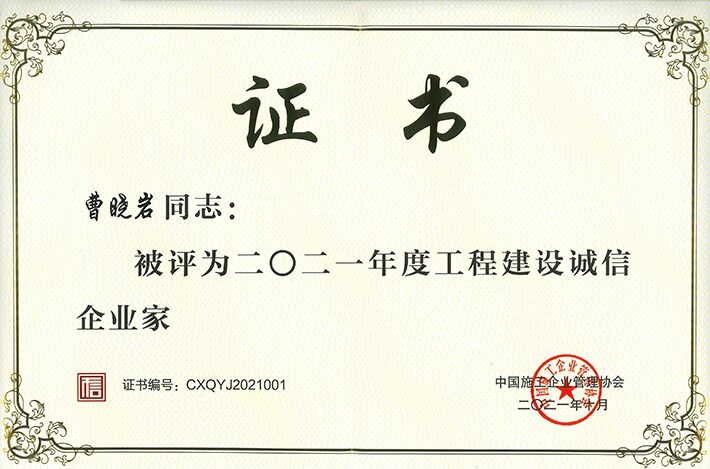 证 书
曹晓岩同志：
被评为二〇二一年度工程建设诚信
企业家
信
证书编号：CXQYJ2021001
中国施工企业管理协会
二〇二一年十月